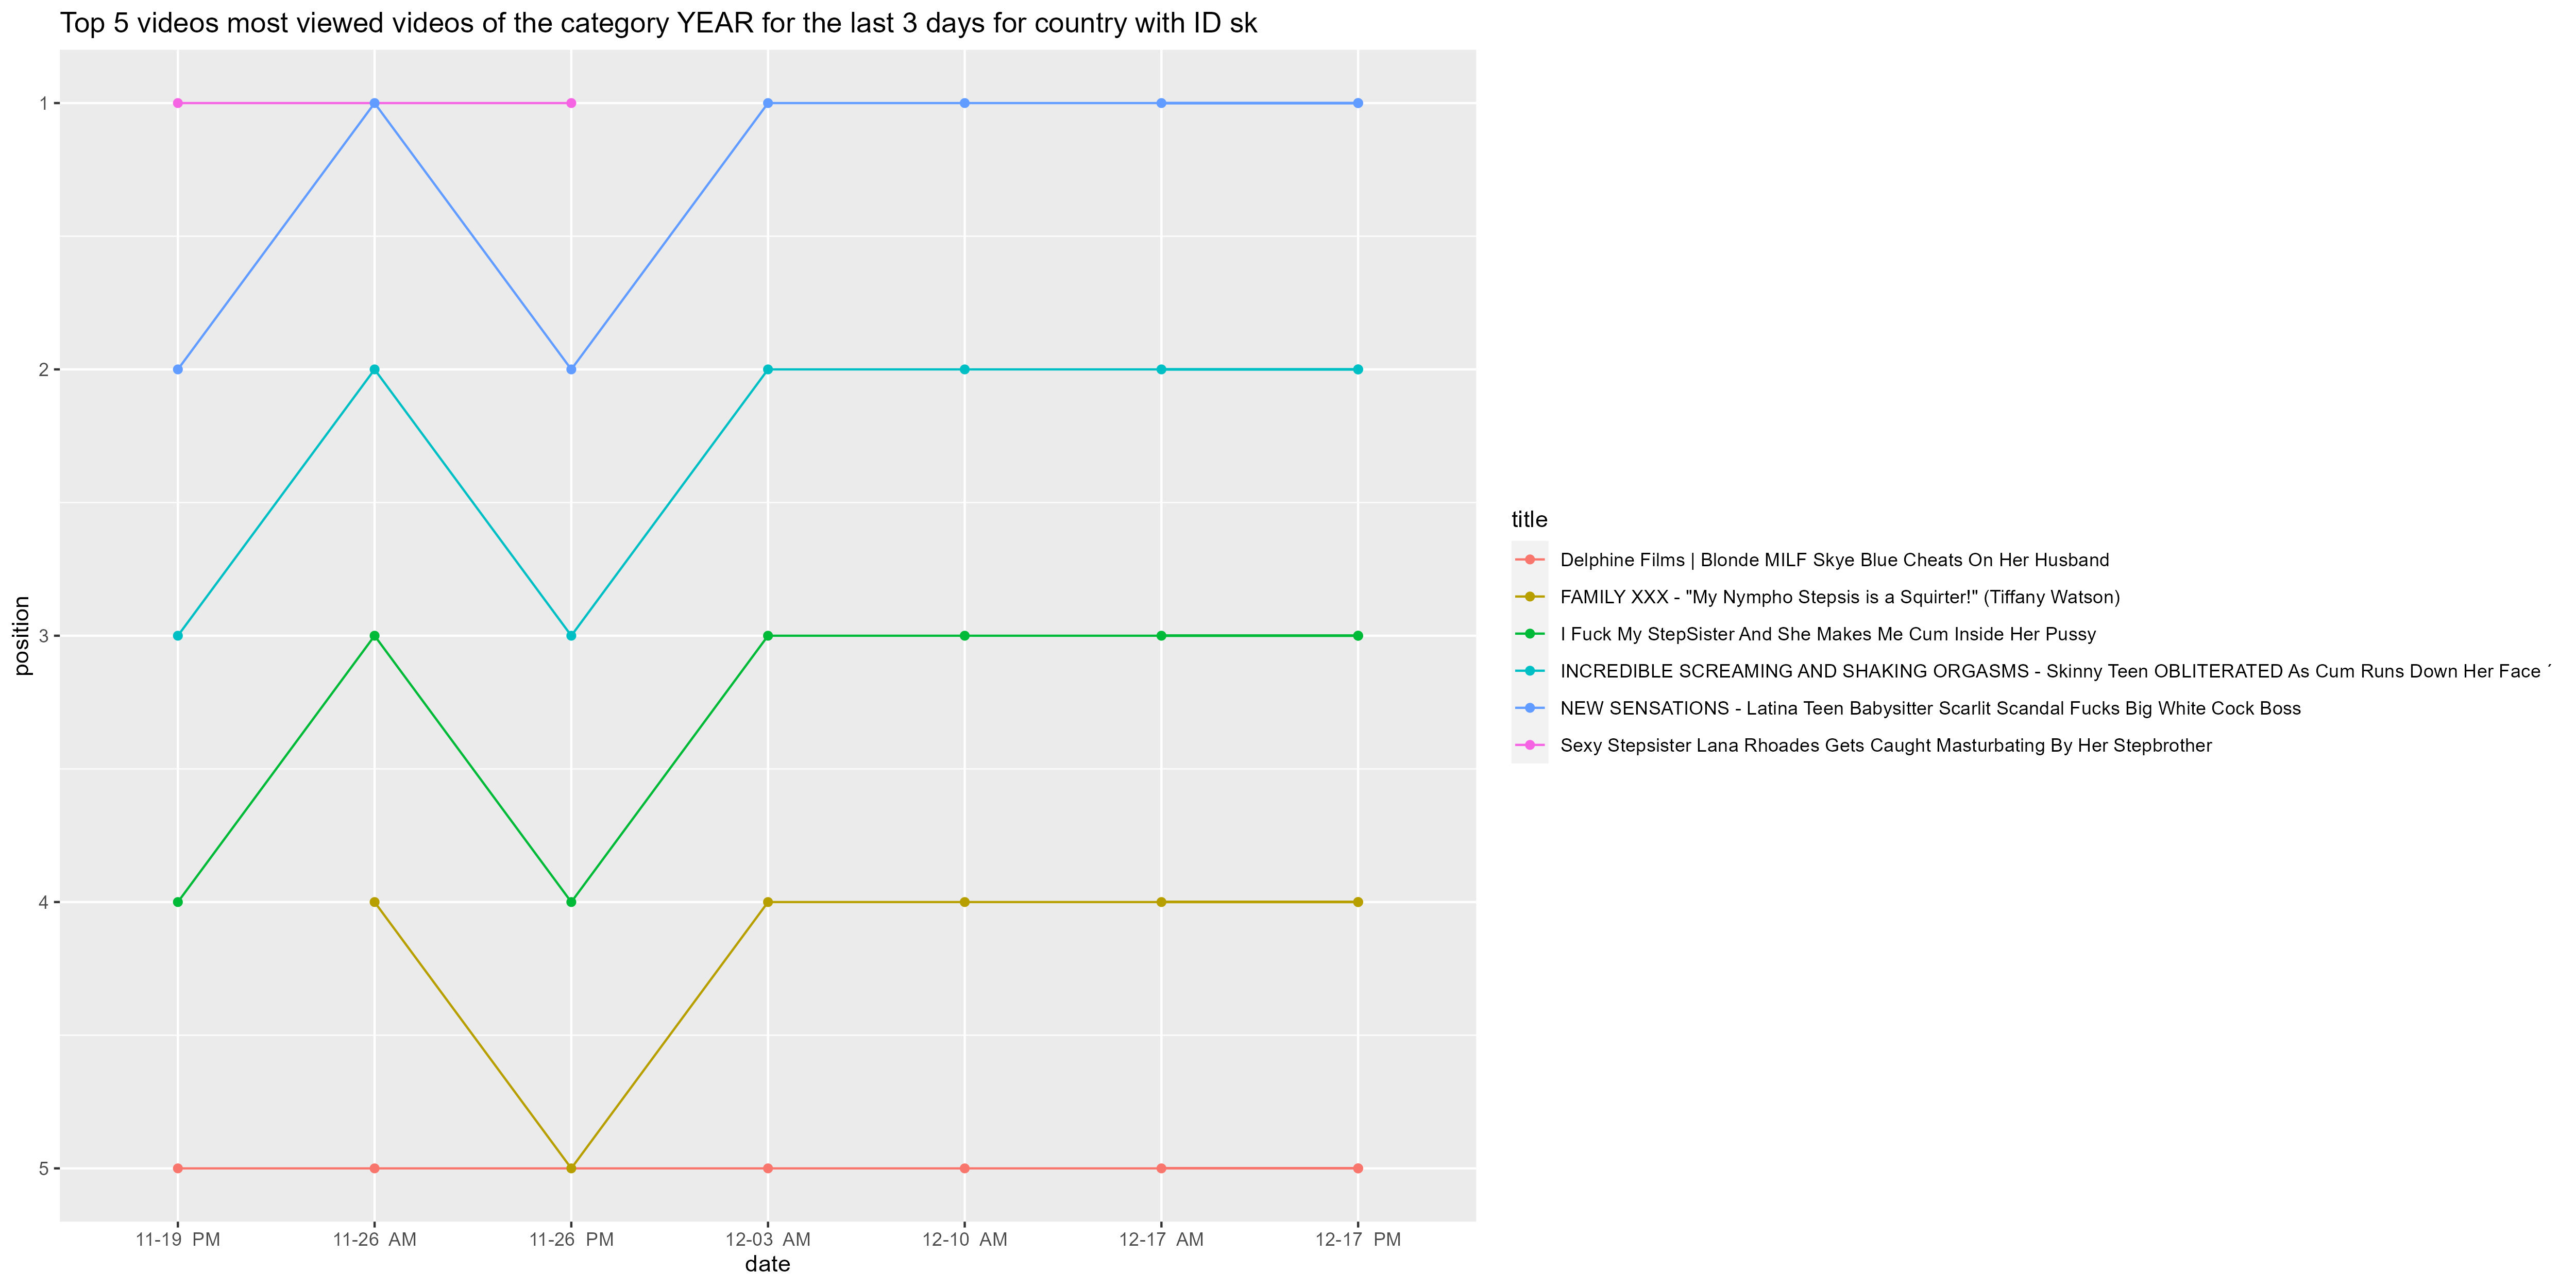 Top 5 videos most viewed videos of the category YEAR for the last 3 days for country with ID sk
position
1
2
3
4
5
11-19 PM
11-26 AM
11-26 PM
12-03 AM
12-10 AM
12-17 AM
12-17 PM
date
title
Delphine Films | Blonde MILF Skye Blue Cheats On Her Husband
FAMILY XXX - "My Nympho Stepsis is a Squirter!" (Tiffany Watson)
I Fuck My StepSister And She Makes Me Cum Inside Her Pussy
INCREDIBLE SCREAMING AND SHAKING ORGASMS - Skinny Teen OBLITERATED As Cum Runs Down Her Face ´
NEW SENSATIONS - Latina Teen Babysitter Scarlit Scandal Fucks Big White Cock Boss
Sexy Stepsister Lana Rhoades Gets Caught Masturbating By Her Stepbrother